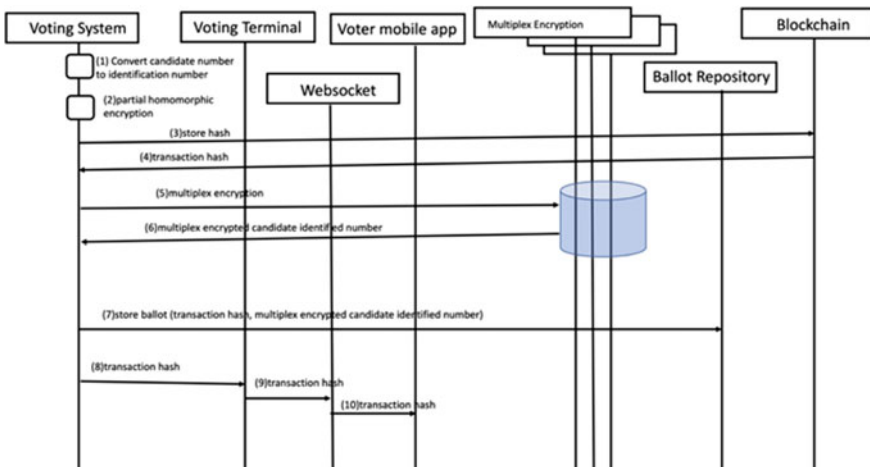 Voting System
Voting Terminal
Voter mobile app
Multiplex Encryption
Blockchain
(1) Convert candidate number
to identification number
Websocket
Ballot Repository
(2)partial homomorphic
encryption
(3)store hash
(4)transaction hash
(5)multiplex encryption
(6)multiplex encrypted candidate identified number
(7)store ballot (transaction hash, multiplex encrypted candidate identified number)
(8)transaction hash
(9)transaction hash
(10)transaction hash